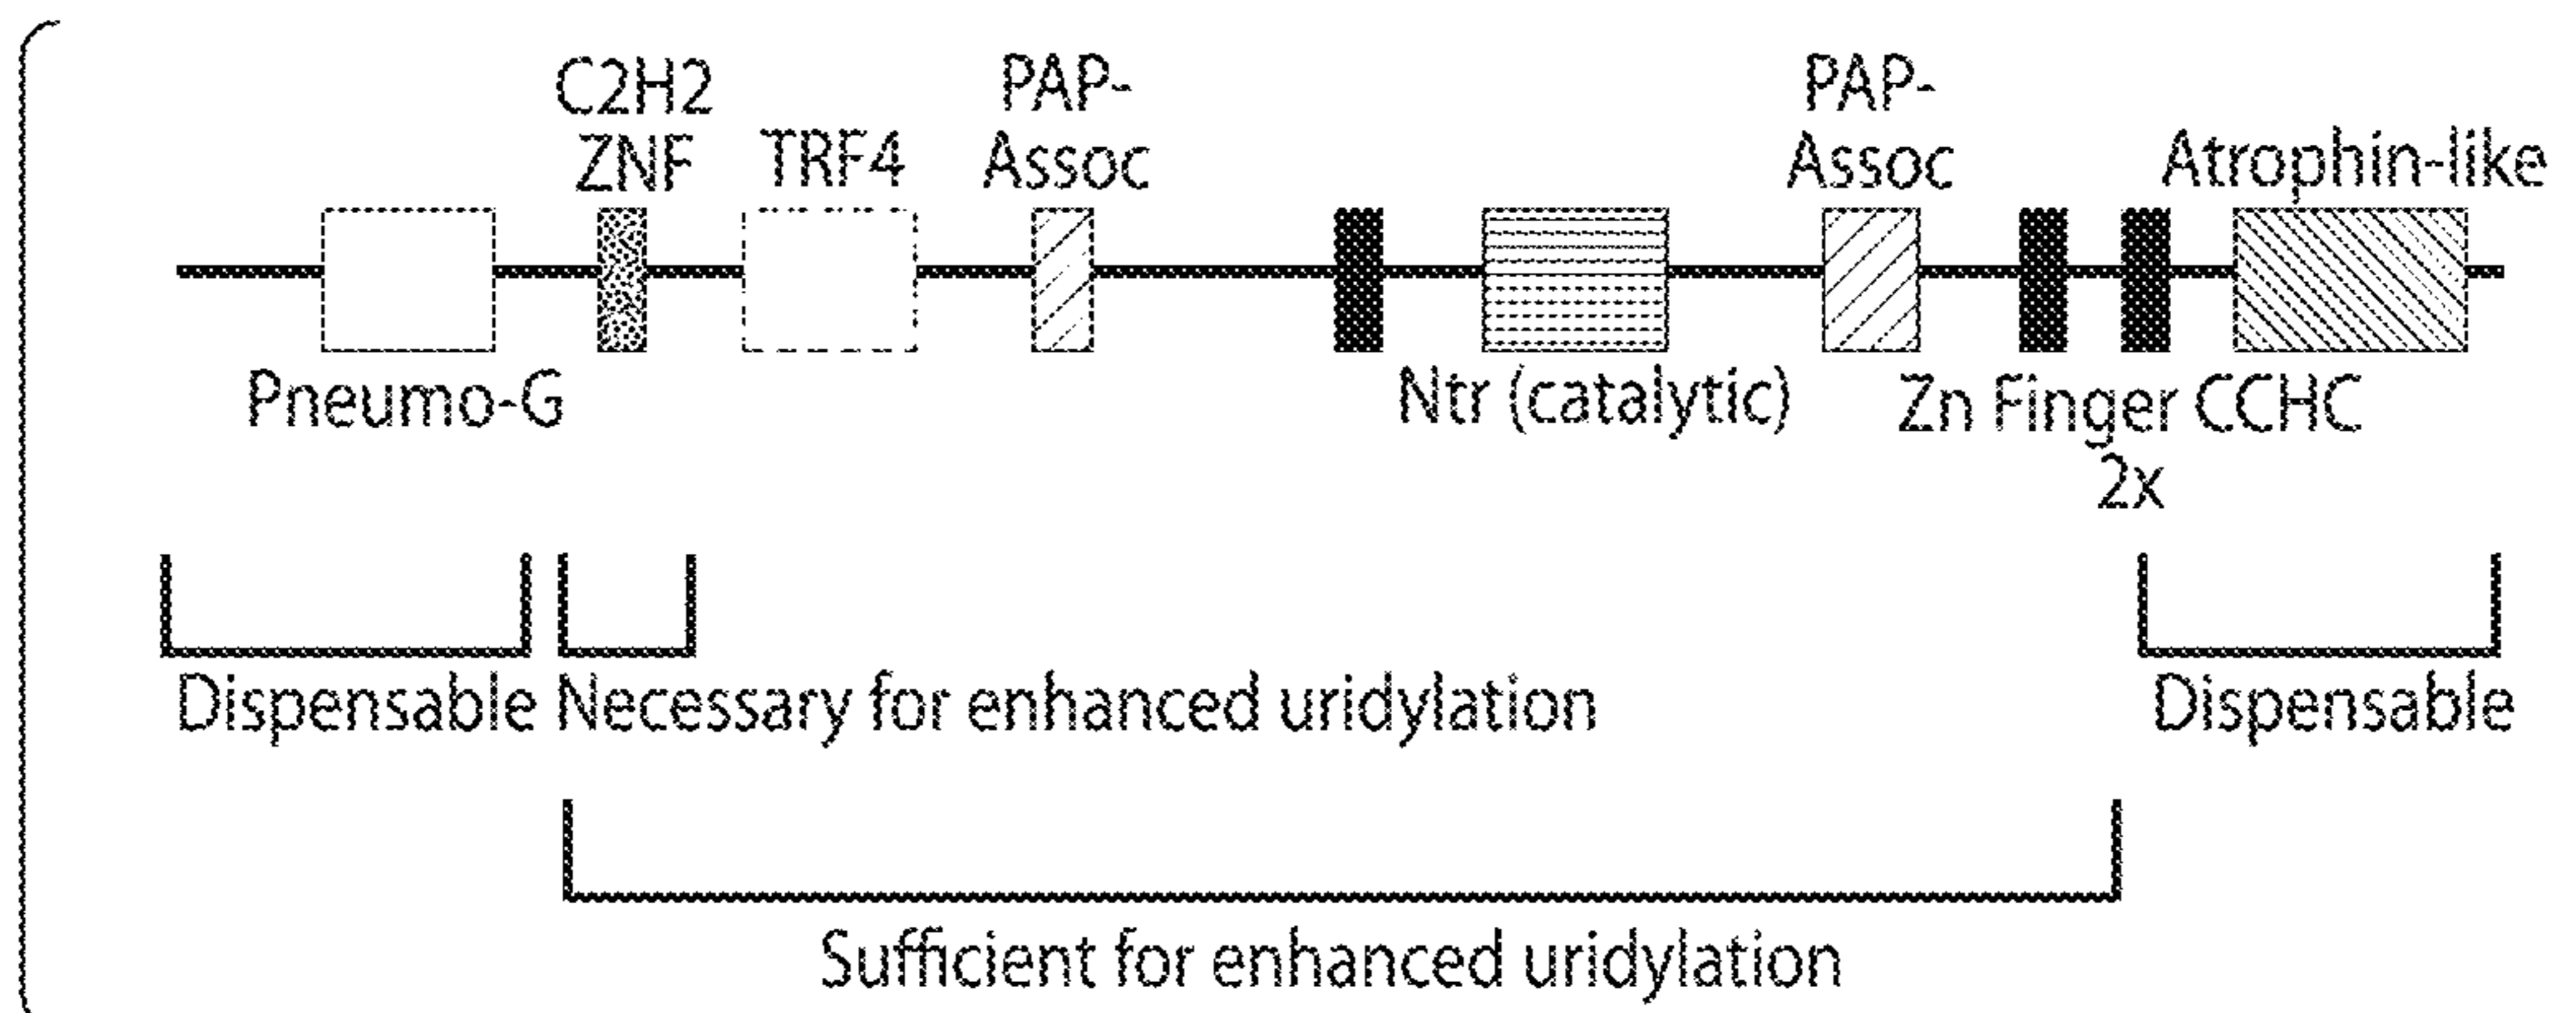 C2H2
ZNF
TRF4
PAP-
Assoc
PAP-
Assoc
Atrophin-like
Pneumo-G
Ntr (catalytic)
Zn Finger CCHC
2x
Dispensable
Necessary for enhanced uridylation
Dispensable
Sufficient for enhanced uridylation